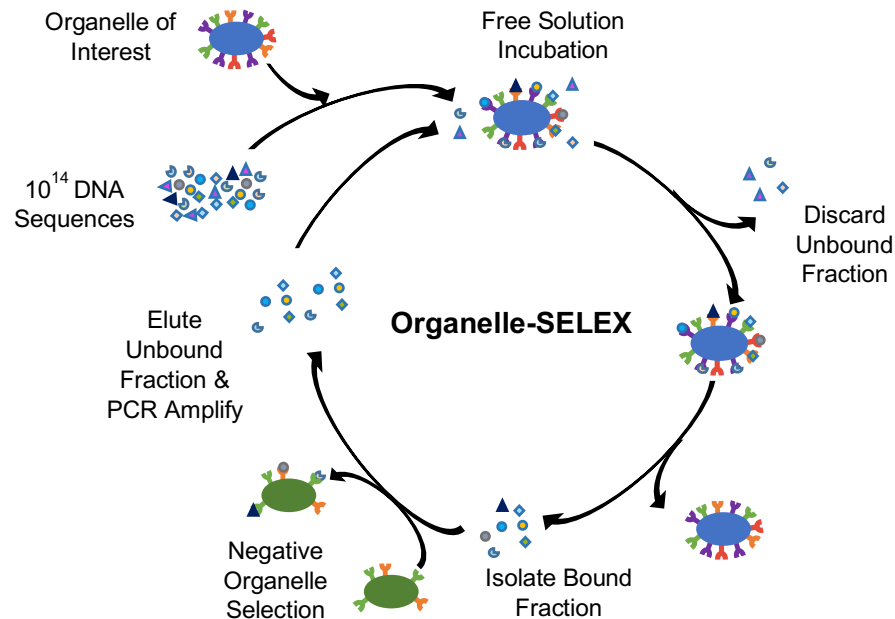 Organelle of
Interest
Free Solution
Incubation
10^14 DNA
Sequences
Discard
Unbound
Fraction
Organelle-SELEX
Elute
Unbound
Fraction &
PCR Amplify
Negative
Organelle
Selection
Isolate Bound
Fraction